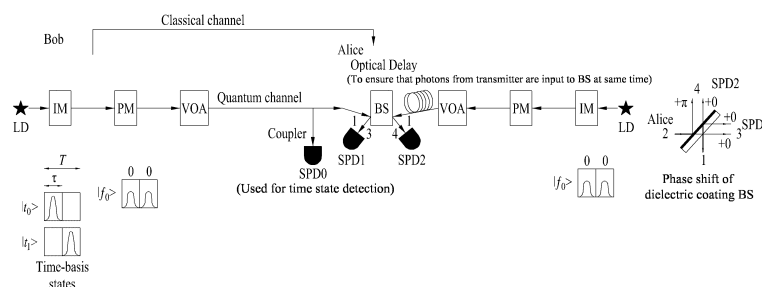 Classical channel
Bob
Alice
Optical Delay
(To ensure that photons from transmitter are input to BS at same time)
LD
IM
PM
VOA
Quantum channel
Coupler
SPD0
(Used for time state detection)
1
BS
1
3
4
SPD1
SPD2
VOA
PM
IM
LD
4
SPD2
+π
+0
Alice
+0
SPD
2
+0
3
1
Phase shift of
dielectric coating BS
T
τ
|t0>
|t1>
Time-basis
states
0 0
|f0>
0 0
|f0>